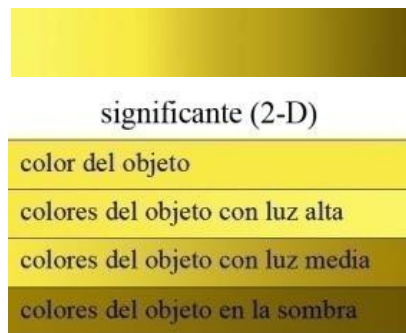 significante (2-D)
color del objeto
colores del objeto con luz alta
colores del objeto con luz media
colores del objeto en la sombra